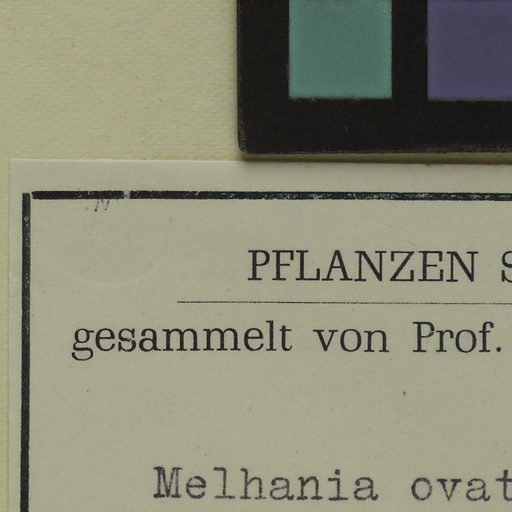 PFLANZEN
gesammelt von Prof.
Melhania